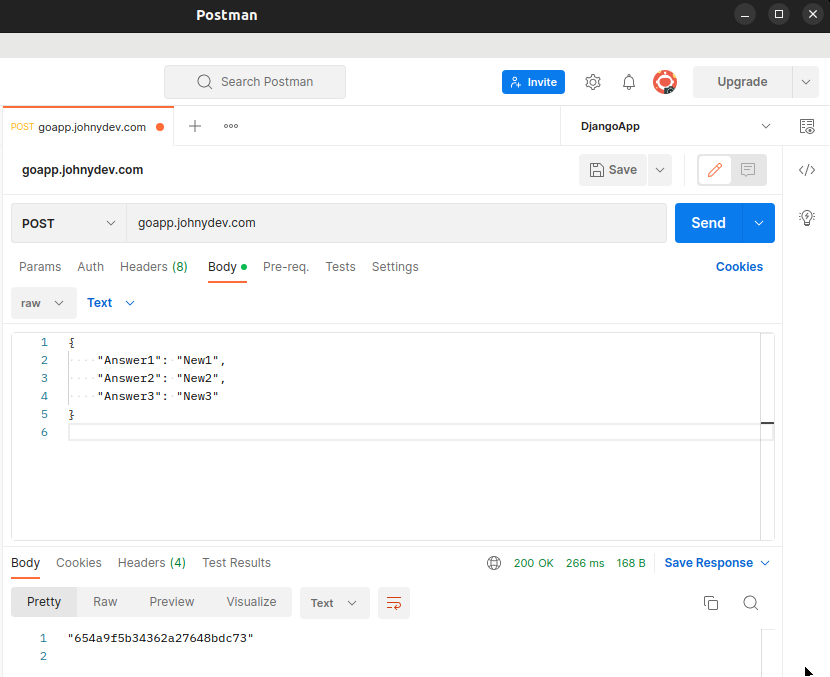 Postman
Search Postman
Invite
Upgrade
POST goapp.johnydev.com
DjangoApp
goapp.johnydev.com
Save
POST
goapp.johnydev.com
Send
Params Auth Headers (8) Body Pre-req. Tests Settings
Cookies
raw
Text
1 {
2 "Answer1": "New1",
3 "Answer2": "New2",
4 "Answer3": "New3"
5 }
6
Body Cookies Headers (4) Test Results
200 OK 266 ms 168 B Save Response
Pretty Raw Preview Visualize Text
1 "654a9f5b34362a27648bdc73"
2